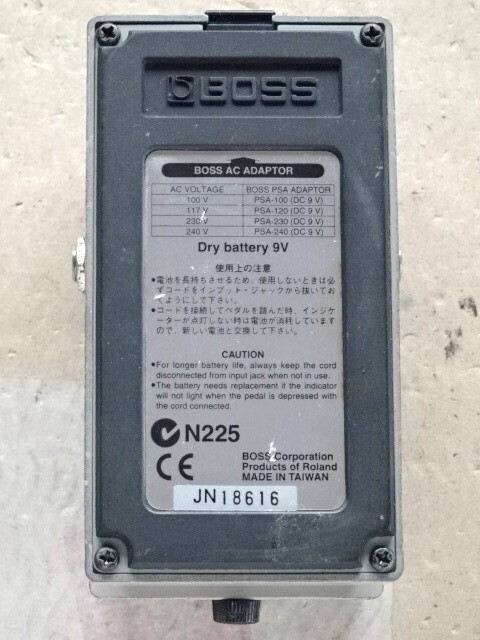 BOSS
BOSS AC ADAPTOR
AC VOLTAGE BOSS PSA ADAPTOR
100 V PSA-100 (DC 9 V)
117 V PSA-120 (DC 9 V)
230 V PSA-230 (DC 9 V)
240 V PSA-240 (DC 9 V)
Dry battery 9V
使用上の注意
●電池を長持ちさせるため、使用しないときは必
ずコードをインプット・ジャックから抜いてお
くようにして下さい。
●コードを接続してペダルを踏んだ時、インジケ
ーターが点灯しない時は電池が消耗しています
ので、新しい電池と交換して下さい。
CAUTION
●For longer battery life, always keep the cord
disconnected from input jack when not in use.
●The battery needs replacement if the indicator
will not light when the pedal is depressed with
the cord connected.
N225
CE
BOSS Corporation
Products of Roland
MADE IN TAIWAN
JN18616